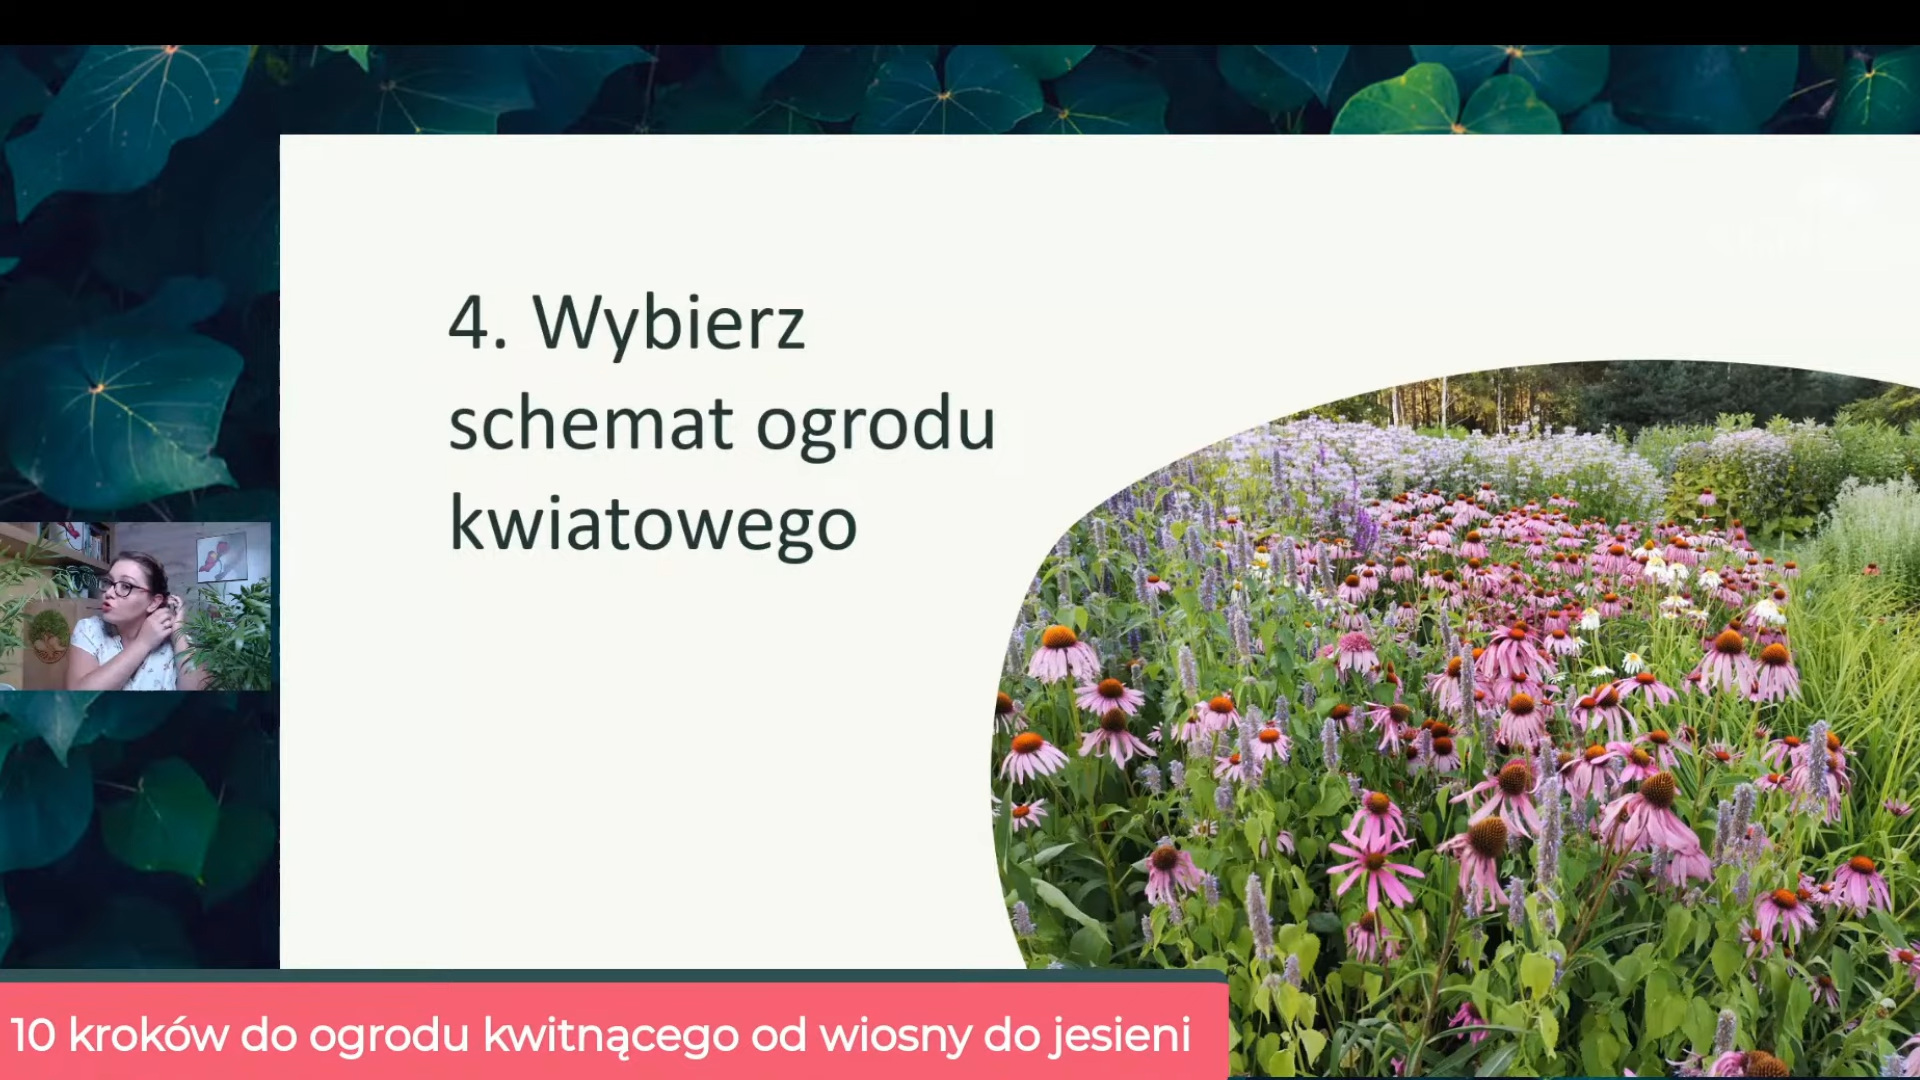 4. Wybierz
schemat ogrodu
kwiatowego
10 kroków do ogrodu kwitnącego od wiosny do jesieni